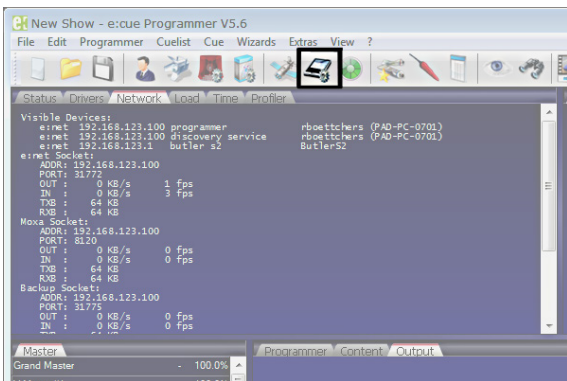 New Show - e:cue Programmer V5.6
File Edit Programmer Cuelist Cue Wizards Extras View ?
Status Drivers Network Load Time Profiler
Visible Devices:
e:net 192.168.123.100 programmer rboettchers (PAD-PC-0701)
e:net 192.168.123.100 discovery service rboettchers (PAD-PC-0701)
e:net 192.168.123.1 butler s2 ButlerS2
e:net Socket:
ADDR: 192.168.123.100
PORT: 31772
OUT : 0 KB/s 1 fps
IN : 0 KB/s 3 fps
TXB : 64 KB
RXB : 64 KB
Moxa Socket:
ADDR: 192.168.123.100
PORT: 8120
OUT : 0 KB/s 0 fps
IN : 0 KB/s 0 fps
TXB : 64 KB
RXB : 64 KB
Backup Socket:
ADDR: 192.168.123.100
PORT: 31775
OUT : 0 KB/s 0 fps
IN : 0 KB/s 0 fps
Master Programmer Content Output
Grand Master - 100.0%